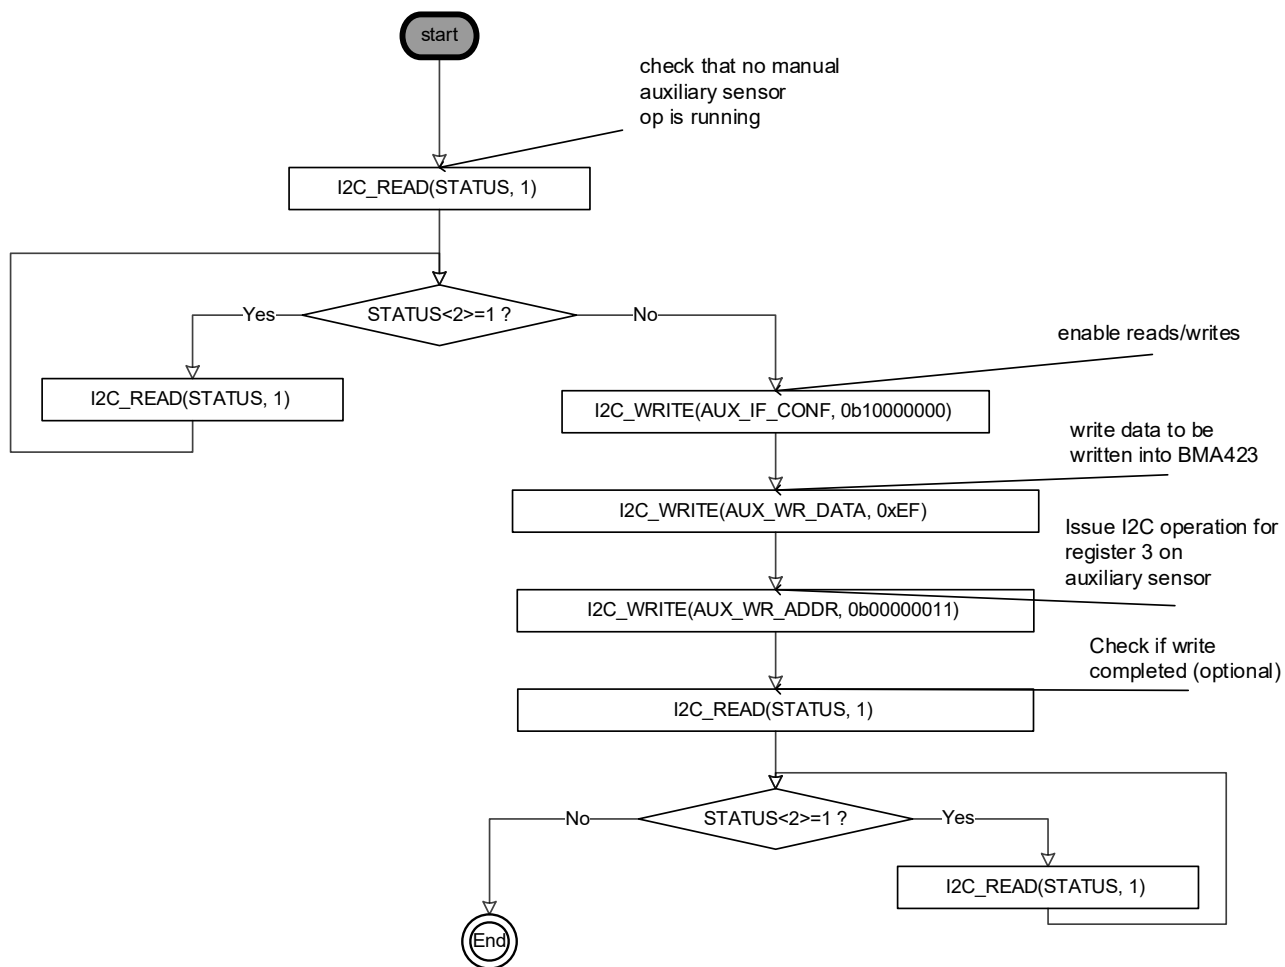 start
check that no manual
auxiliary sensor
op is running
I2C_READ(STATUS, 1)
STATUS<2>=1 ?
Yes
No
I2C_READ(STATUS, 1)
enable reads/writes
I2C_WRITE(AUX_IF_CONF, 0b10000000)
write data to be
written into BMA423
I2C_WRITE(AUX_WR_DATA, 0xEF)
Issue I2C operation for
register 3 on
auxiliary sensor
I2C_WRITE(AUX_WR_ADDR, 0b00000011)
Check if write
completed (optional)
I2C_READ(STATUS, 1)
STATUS<2>=1 ?
No
Yes
I2C_READ(STATUS, 1)
End